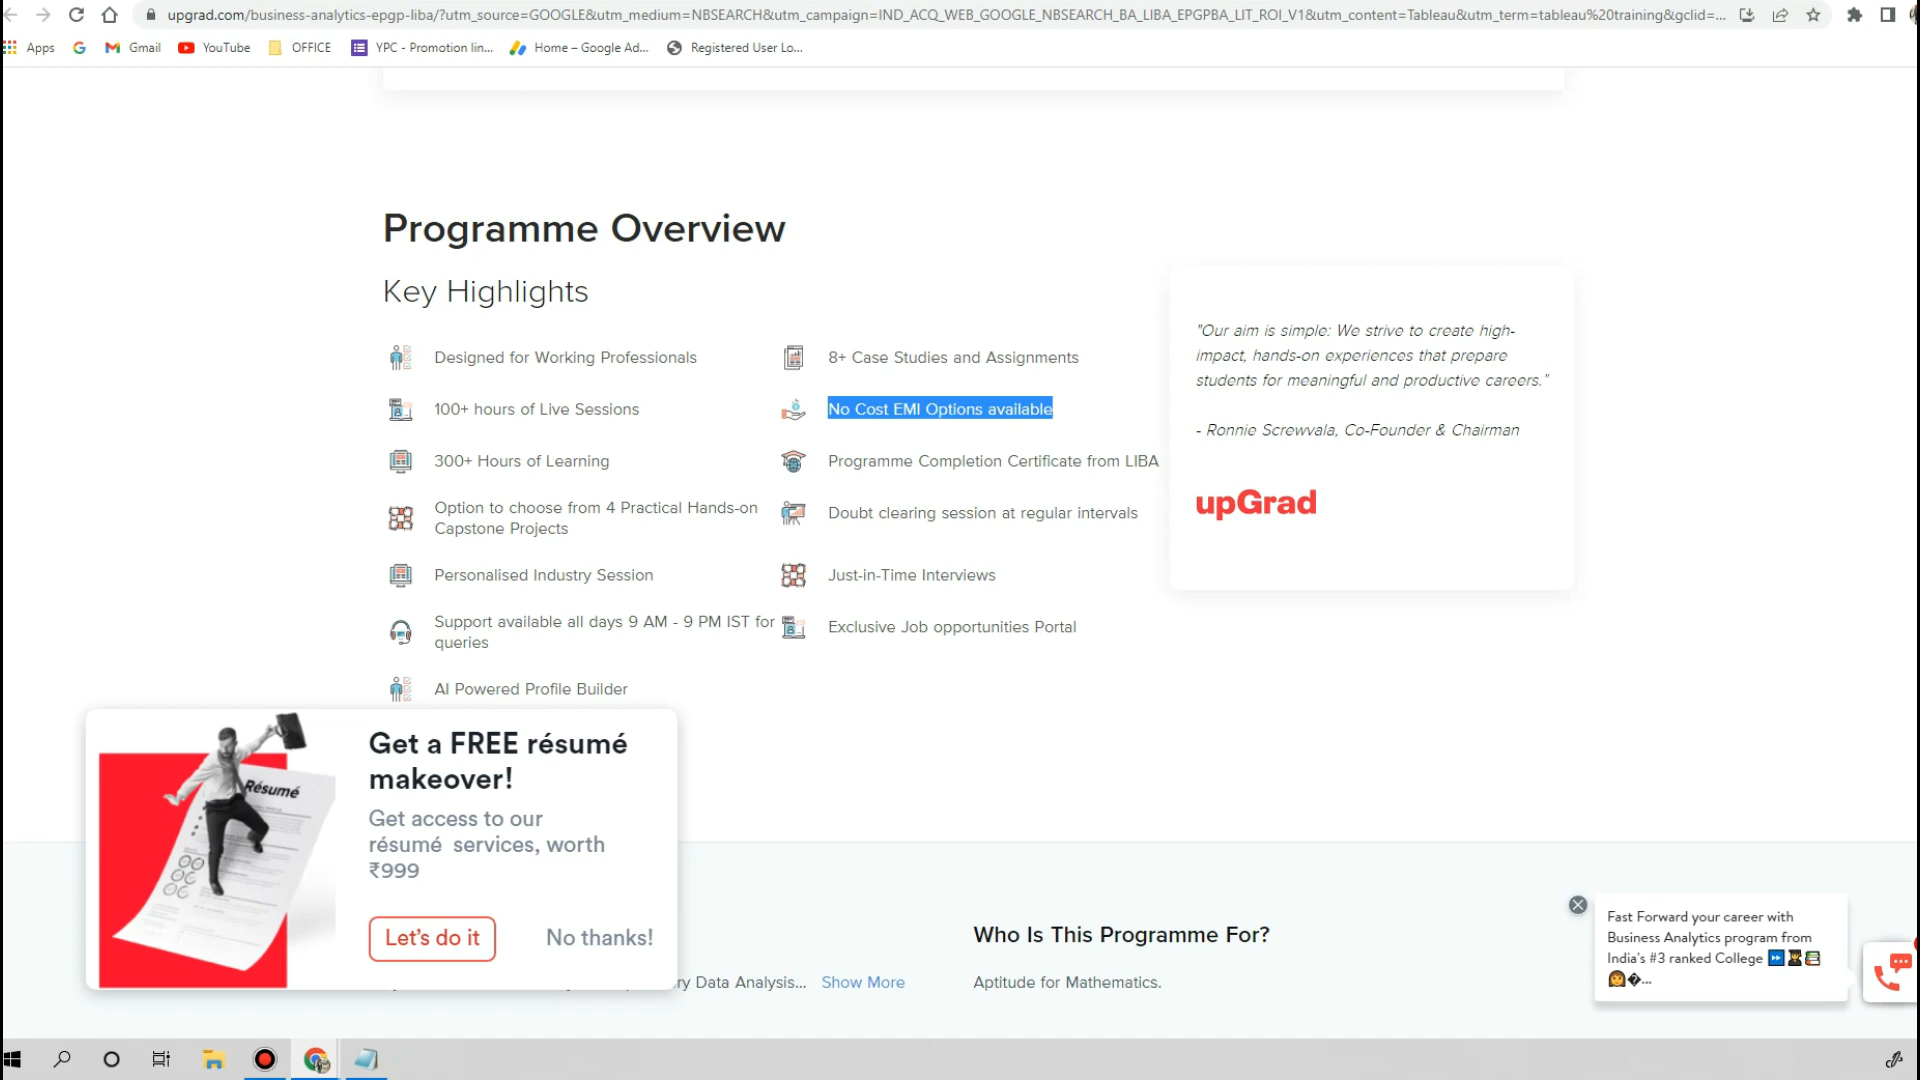 upgrad.com/business-analytics-epgp-liba/?utm_source=GOOGLE&utm_medium=NBSEARCH&utm_campaign=IND_ACQ_WEB_GOOGLE_NBSEARCH_BA_LIBA_EPGPBA_LIT_ROI_V1&utm_content=Tableau&utm_term=tableau%20training&gclid=...
Apps Gmail YouTube OFFICE YPC - Promotion lin... Home – Google Ad... Registered User Lo...
Programme Overview
Key Highlights
Designed for Working Professionals
100+ hours of Live Sessions
300+ Hours of Learning
Option to choose from 4 Practical Hands-on
Capstone Projects
Personalised Industry Session
Support available all days 9 AM - 9 PM IST for
queries
AI Powered Profile Builder
8+ Case Studies and Assignments
No Cost EMI Options available
Programme Completion Certificate from LIBA
Doubt clearing session at regular intervals
Just-in-Time Interviews
Exclusive Job opportunities Portal
"Our aim is simple: We strive to create high-
impact, hands-on experiences that prepare
students for meaningful and productive careers."
- Ronnie Screwvala, Co-Founder & Chairman
upGrad
Résumé
Get a FREE résumé
makeover!
Get access to our
résumé services, worth
₹999
Let's do it No thanks!
ry Data Analysis... Show More
Who Is This Programme For?
Aptitude for Mathematics.
Fast Forward your career with
Business Analytics program from
India's #3 ranked College ⏩👨‍🎓📚
👩�...